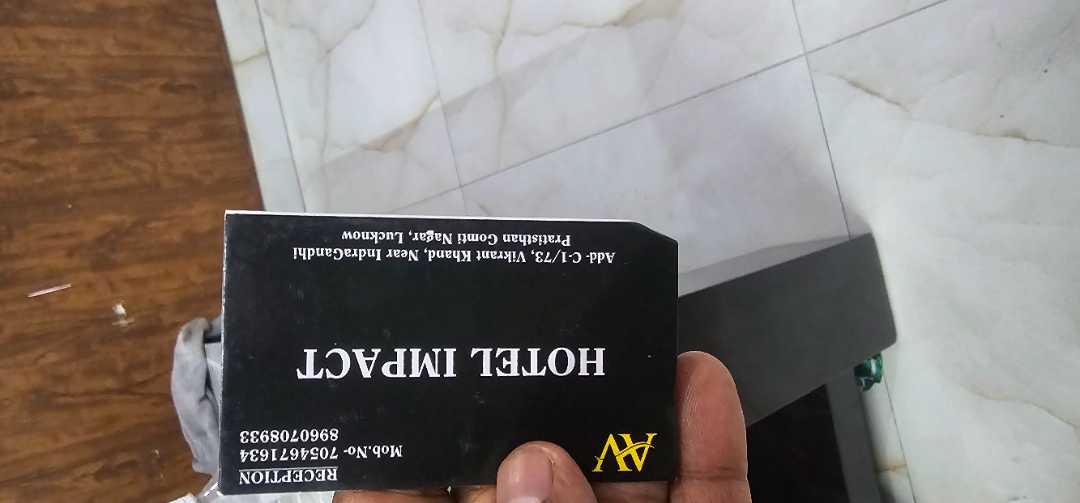 AV
RECEPTION
Mob.No- 7054671634
8960708933
HOTEL IMPACT
Add- C-1/73, Vikrant Khand, Near IndraGandhi
Pratisthan Gomti Nagar, Lucknow